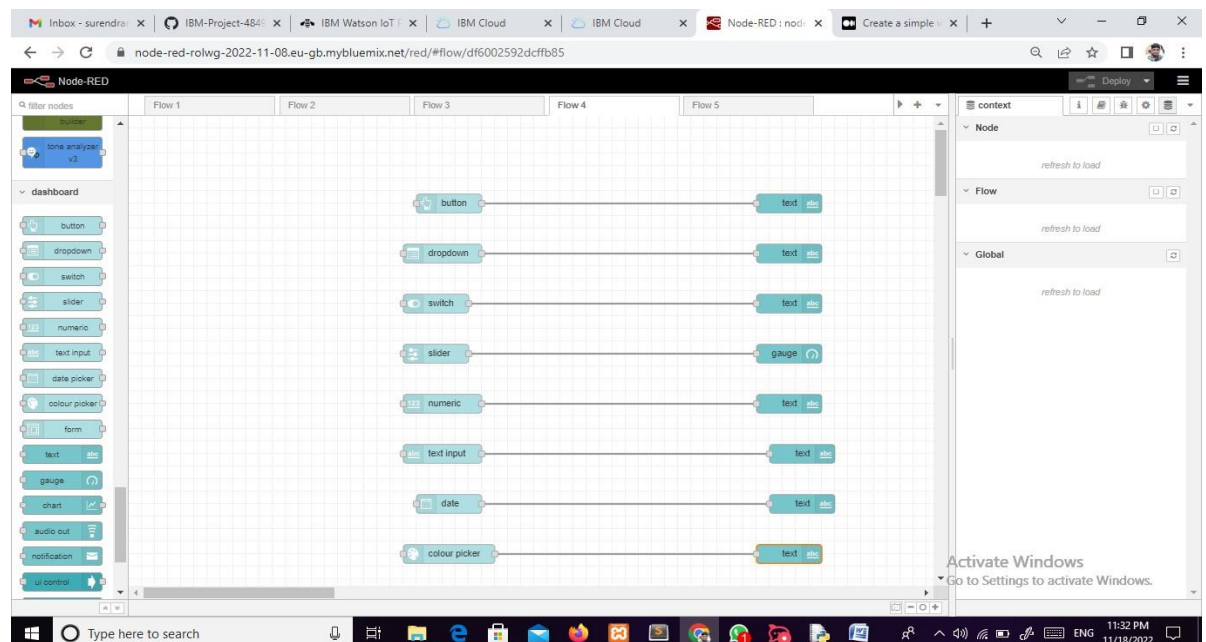 Inbox - surendrar
IBM-Project-4849
IBM Watson IoT P
IBM Cloud
IBM Cloud
Node-RED : node
Create a simple w
node-red-rolwg-2022-11-08.eu-gb.mybluemix.net/red/#flow/df6002592dcffb85
Node-RED
Deploy
filter nodes
Flow 1
Flow 2
Flow 3
Flow 4
Flow 5
context
builder
tone analyzer
v3
dashboard
button
dropdown
switch
slider
numeric
text input
date picker
colour picker
form
text
gauge
chart
audio out
notification
ui control
button
text
dropdown
text
switch
text
slider
gauge
numeric
text
text input
text
date
text
colour picker
text
Node
refresh to load
Flow
refresh to load
Global
refresh to load
Activate Windows
Go to Settings to activate Windows.
Type here to search
ENG
11:32 PM
11/18/2022